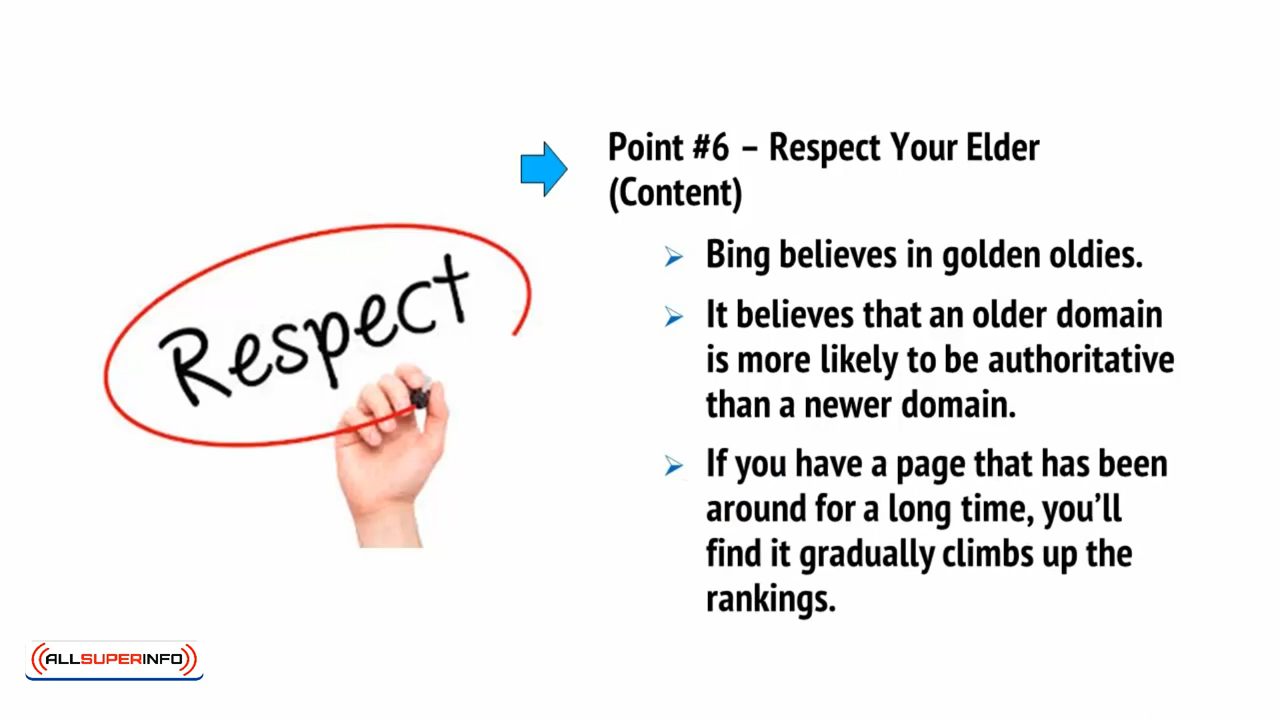 Point #6 – Respect Your Elder
(Content)
Bing believes in golden oldies.
It believes that an older domain
is more likely to be authoritative
than a newer domain.
If you have a page that has been
around for a long time, you’ll
find it gradually climbs up the
rankings.
Respect
ALLSUPERINFO